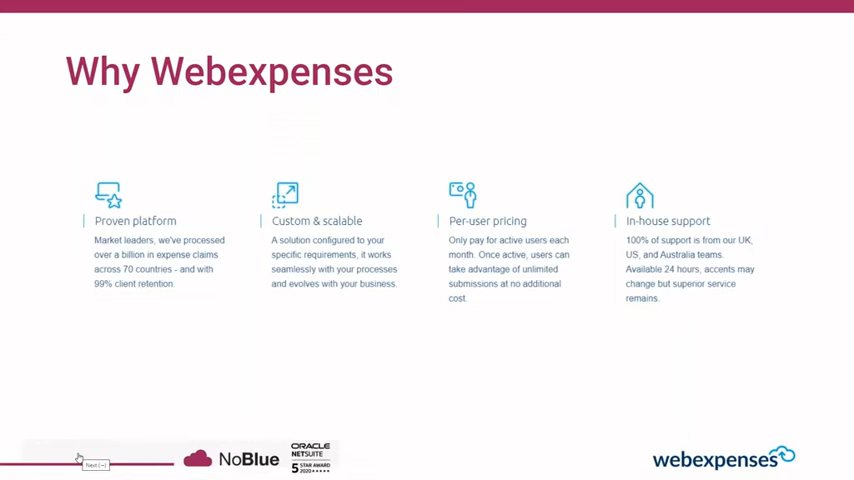 Why Webexpenses
Proven platform
Market leaders, we've processed
over a billion in expense claims
across 70 countries - and with
99% client retention.
Custom & scalable
A solution configured to your
specific requirements, it works
seamlessly with your processes
and evolves with your business.
Per-user pricing
Only pay for active users each
month. Once active, users can
take advantage of unlimited
submissions at no additional
cost.
In-house support
100% of support is from our UK,
US, and Australia teams.
Available 24 hours, accents may
change but superior service
remains.
Next (→)
NoBlue
ORACLE
NETSUITE
5 STAR AWARD
2020 ★★★★★
webexpenses